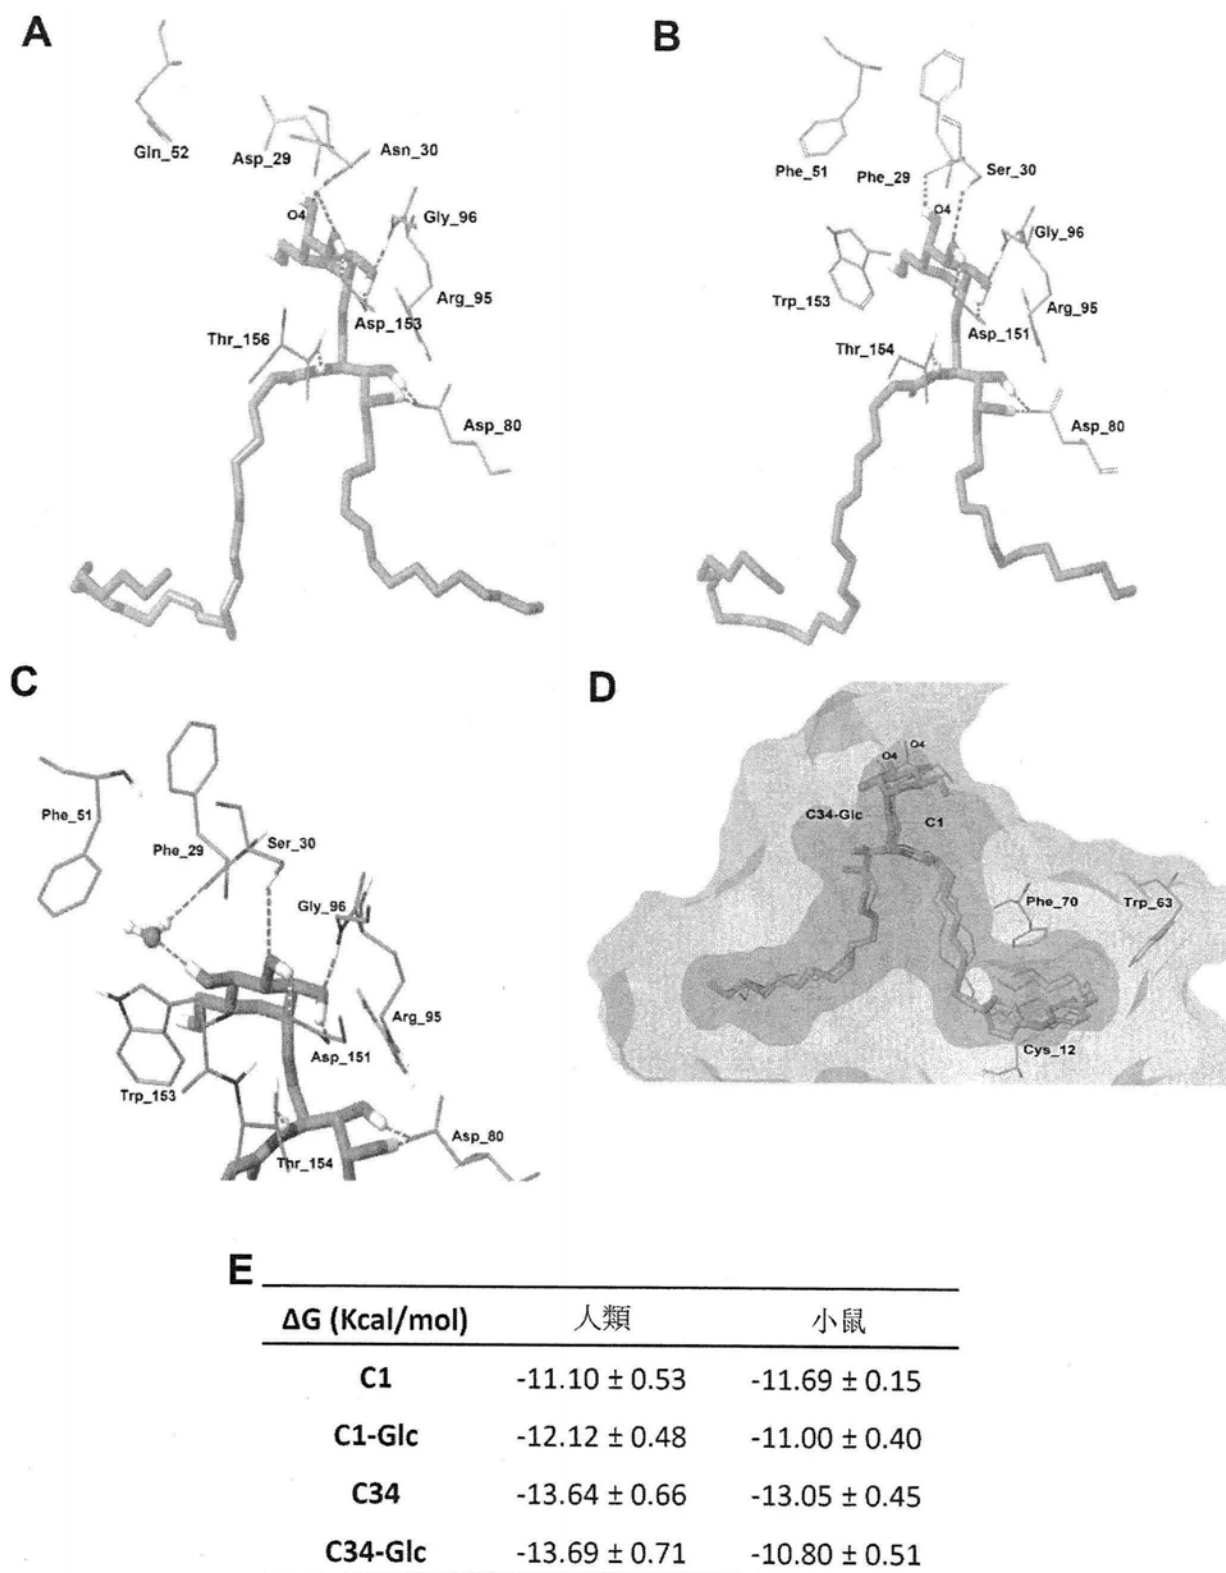 A
Gln_52
Asp_29
Asn_30
O4
Gly_96
Arg_95
Asp_153
Thr_156
Asp_80
B
Phe_51
Phe_29
Ser_30
O4
Gly_96
Trp_153
Arg_95
Asp_151
Thr_154
Asp_80
C
Phe_51
Phe_29
Ser_30
Gly_96
Arg_95
Asp_151
Trp_153
Thr_154
Asp_80
D
O4
O4
C34-Glc
C1
Phe_70
Trp_63
Cys_12
E
ΔG (Kcal/mol) 人類 小鼠
C1 -11.10 ± 0.53 -11.69 ± 0.15
C1-Glc -12.12 ± 0.48 -11.00 ± 0.40
C34 -13.64 ± 0.66 -13.05 ± 0.45
C34-Glc -13.69 ± 0.71 -10.80 ± 0.51